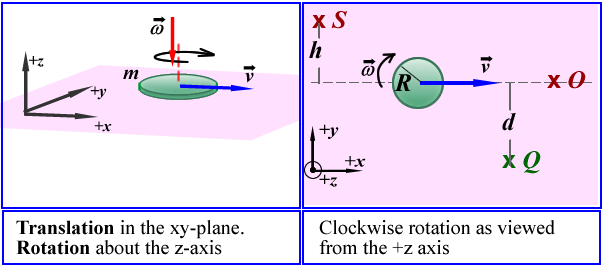 ω
m
v
+z
+y
+x
S
h
ω
R
v
O
d
Q
+y
+x
+z
Translation in the xy-plane.
Rotation about the z-axis
Clockwise rotation as viewed
from the +z axis